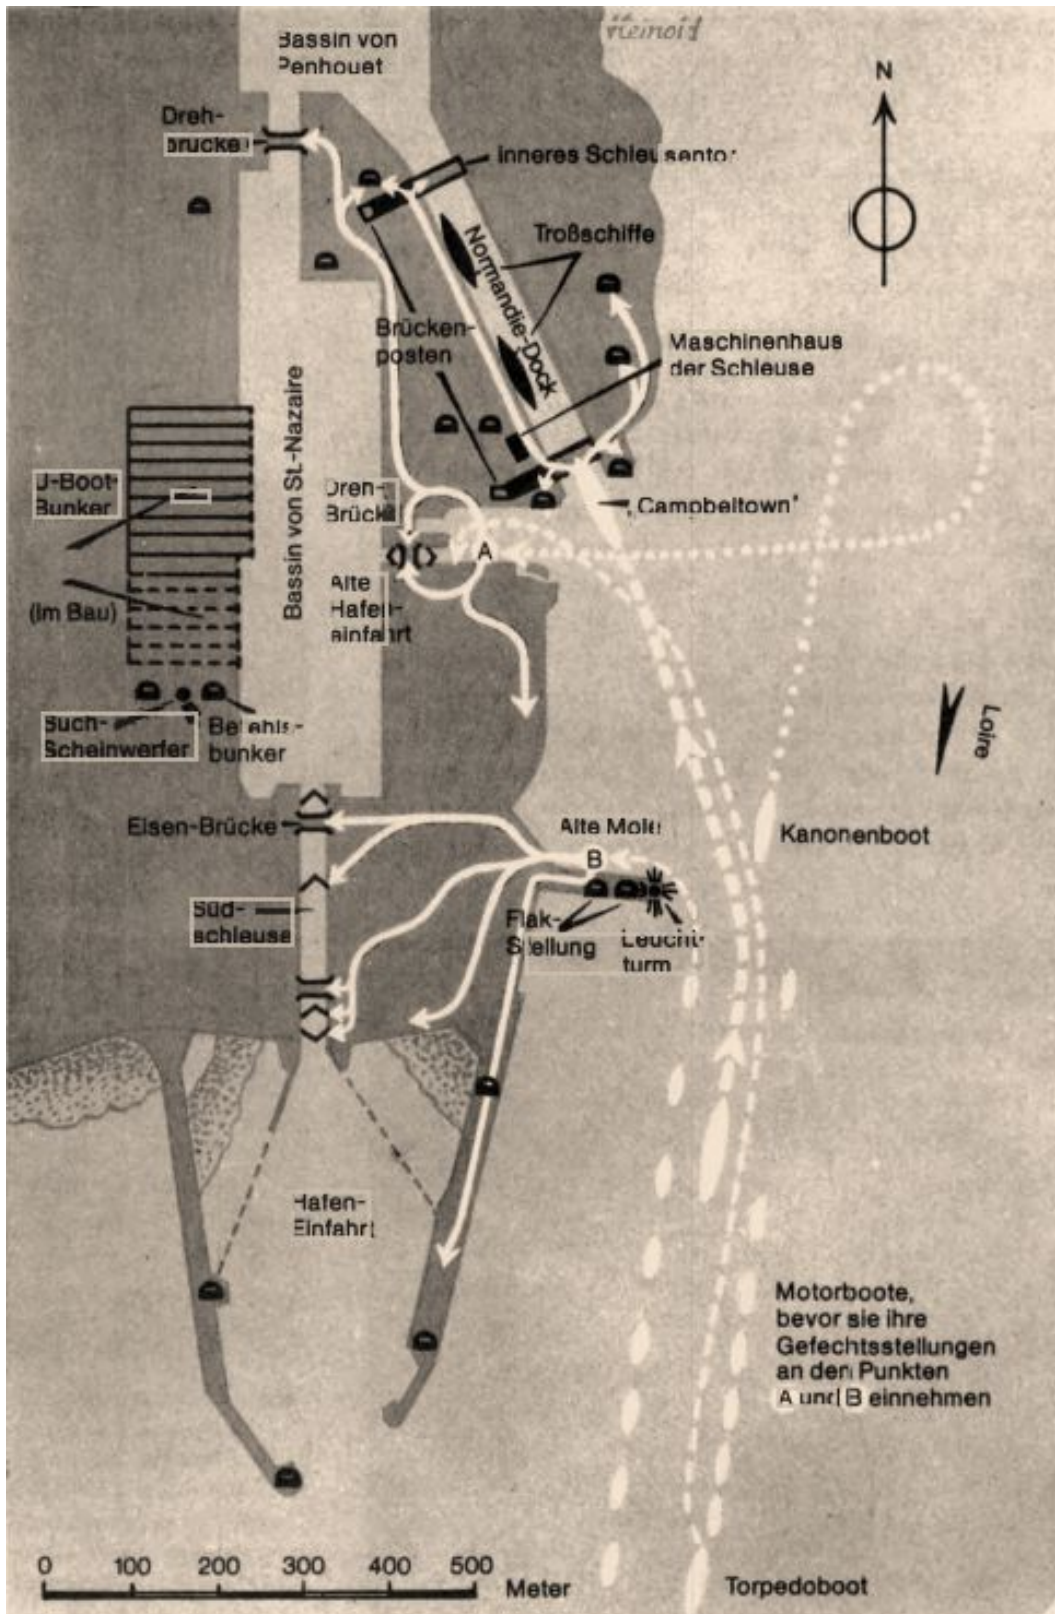 Bassin von
Penhouet
Dreh-
brücke
N
inneres Schleusentor
Troßschiffe
Normandie-Dock
Brücken-
posten
Maschinenhaus
der Schleuse
U-Boot-
Bunker
Bassin von St.-Nazaire
Dreh-
Brücke
"Campbeltown"
A
(Im Bau)
Alte
Hafen-
einfahrt
Such-
Scheinwerfer
Befehls-
bunker
Loire
Eisen-Brücke
Alte Mole
Kanonenboot
B
Süd-
schleuse
Flak-
Stellung
Leucht-
turm
Hafen-
Einfahrt
Motorboote,
bevor sie ihre
Gefechtsstellungen
an den Punkten
A und B einnehmen
0 100 200 300 400 500
Meter
Torpedoboot